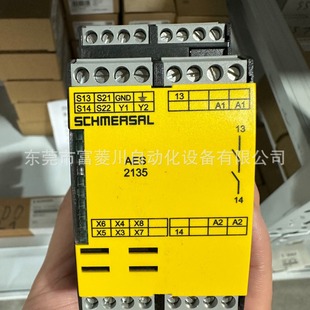 S13 S21 GND ⏚ 13 A1 A1
S14 S22 Y1 Y2
SCHMERSAL
13
东莞市富菱川自动化设备有限公司
AES
2135
14
X6 X4 X8 A2 A2
X5 X3 X7 14